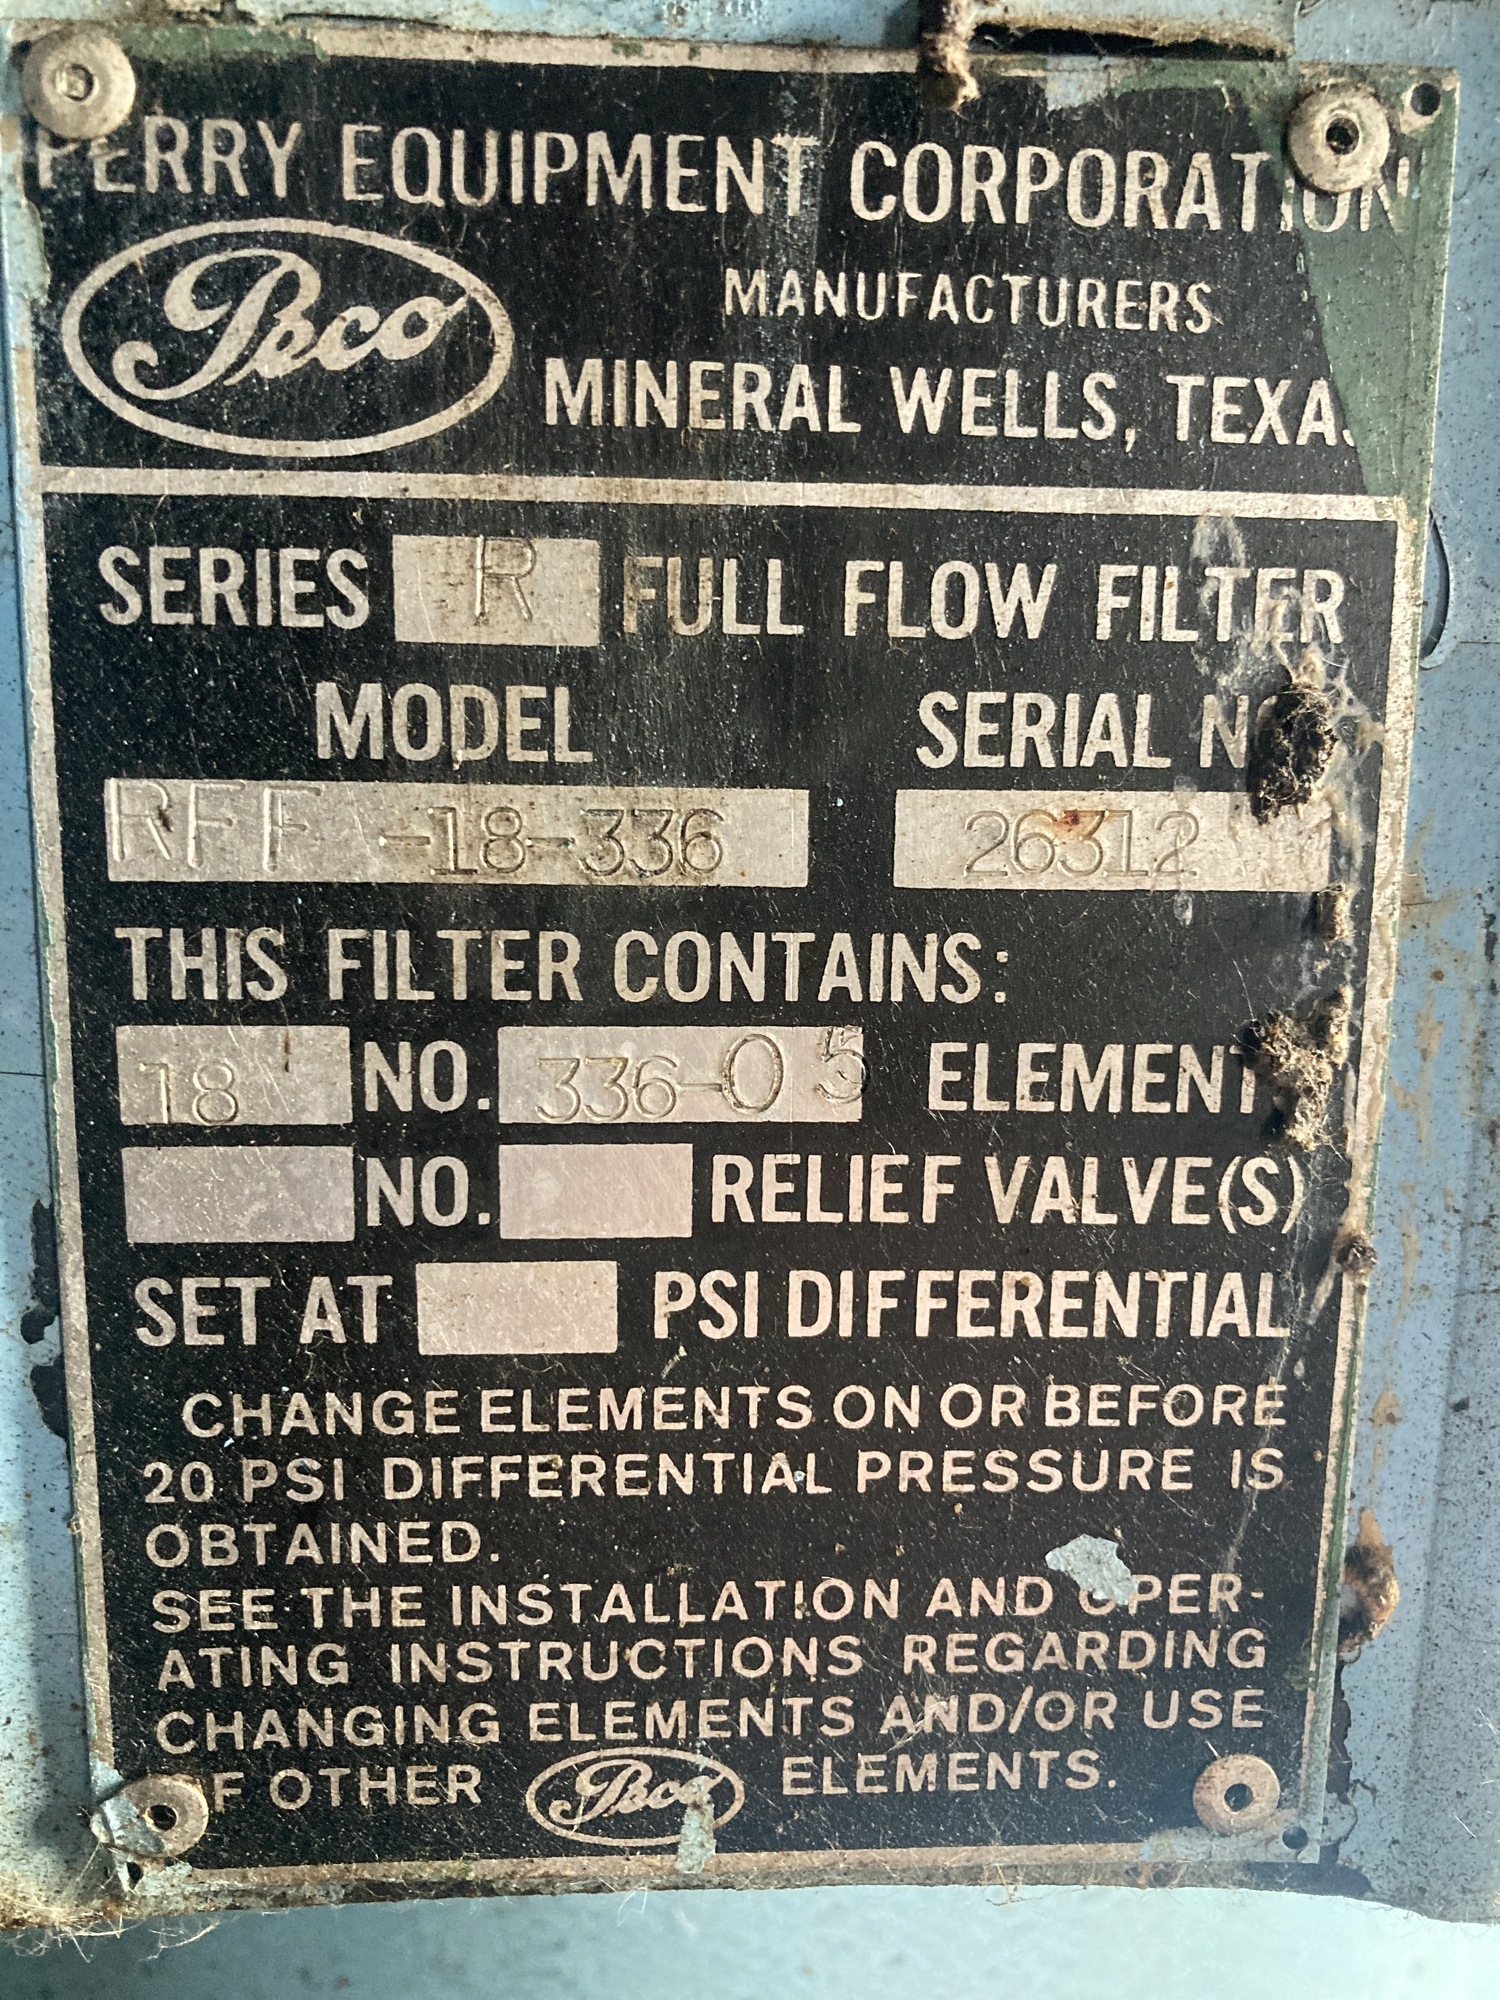 PERRY EQUIPMENT CORPORATION
Peco
MANUFACTURERS
MINERAL WELLS, TEXAS
SERIES R FULL FLOW FILTER
MODEL SERIAL NO
RFF-18-336 26312
THIS FILTER CONTAINS:
18 NO. 336-05 ELEMENT
NO. RELIEF VALVE(S)
SET AT PSI DIFFERENTIAL
CHANGE ELEMENTS ON OR BEFORE
20 PSI DIFFERENTIAL PRESSURE IS
OBTAINED.
SEE THE INSTALLATION AND OPER-
ATING INSTRUCTIONS REGARDING
CHANGING ELEMENTS AND/OR USE
OF OTHER Peco ELEMENTS.